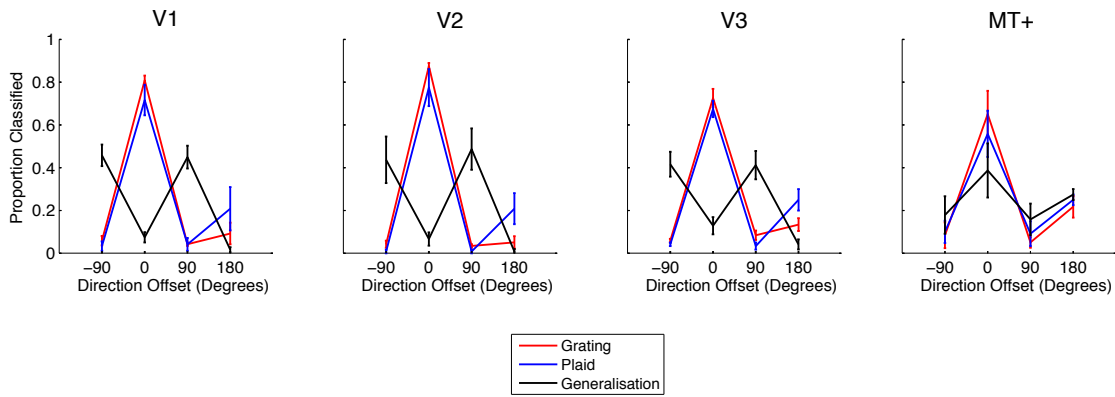 V1 V2 V3 MT+
Proportion Classified
1
0.8
0.6
0.4
0.2
0
−90 0 90 180 −90 0 90 180 −90 0 90 180 −90 0 90 180
Direction Offset (Degrees) Direction Offset (Degrees) Direction Offset (Degrees) Direction Offset (Degrees)
Grating
Plaid
Generalisation